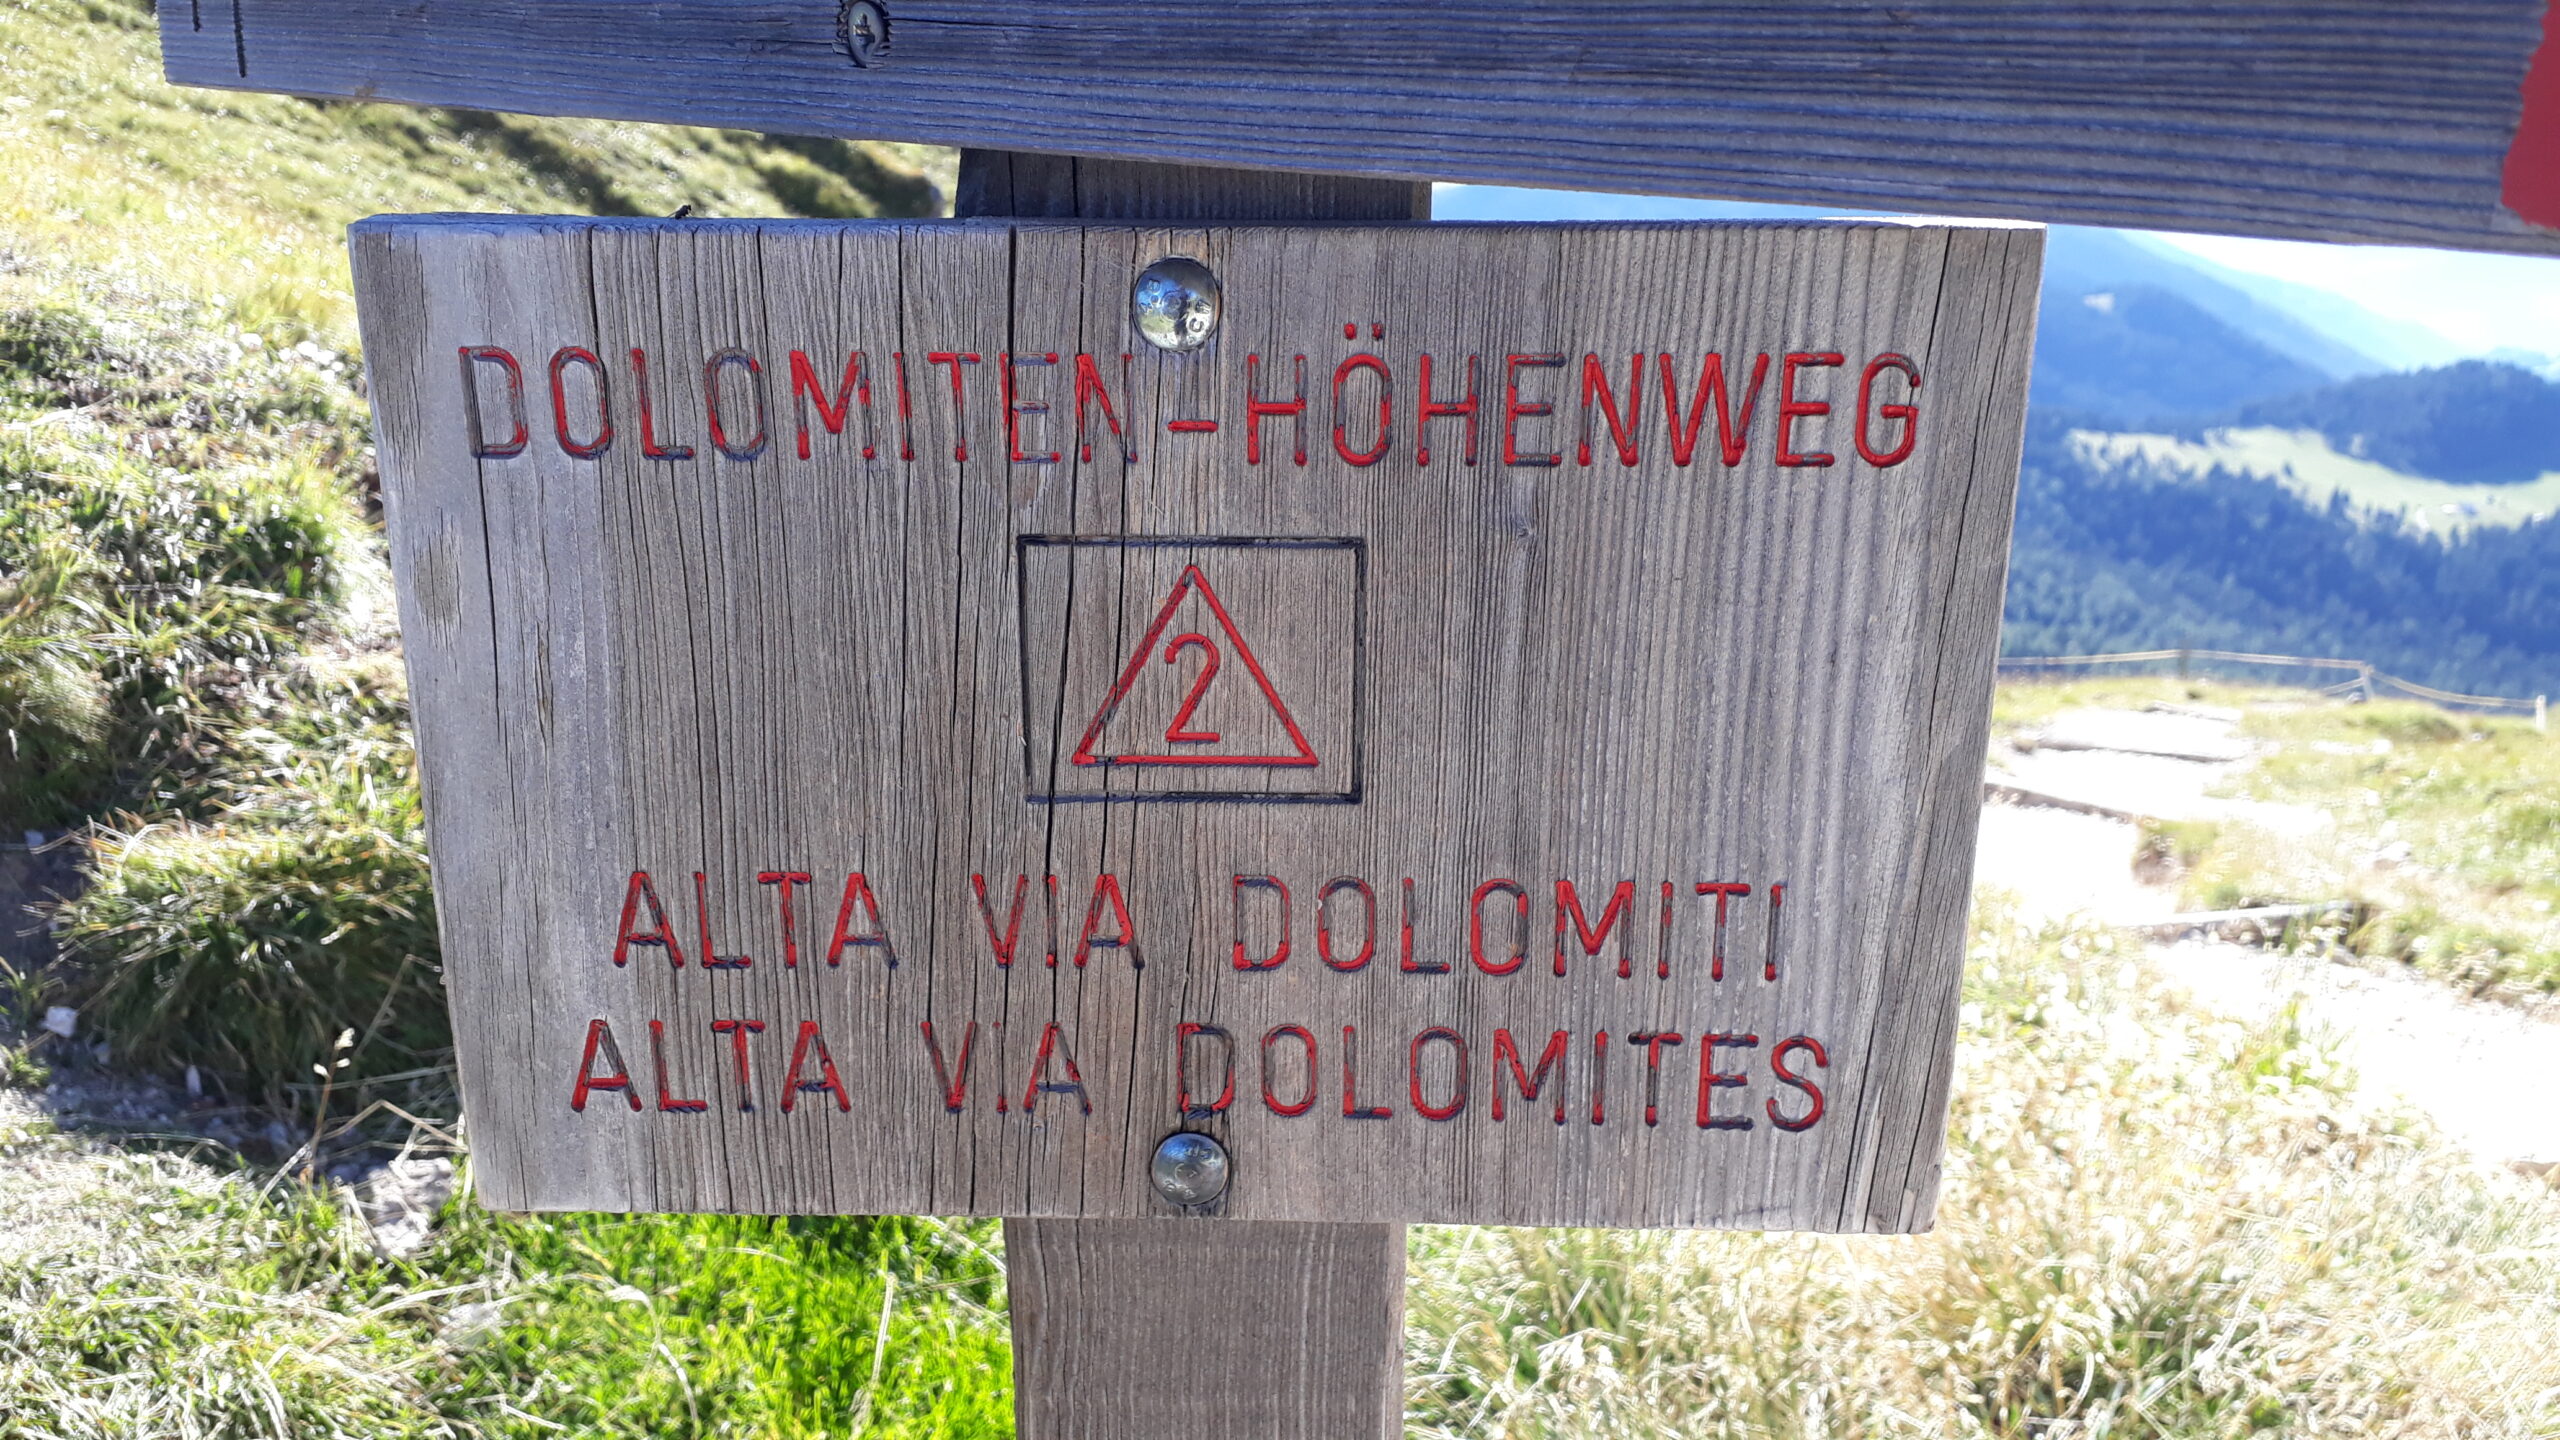 DOLOMITEN-HÖHENWEG
2
ALTA VIA DOLOMITI
ALTA VIA DOLOMITES